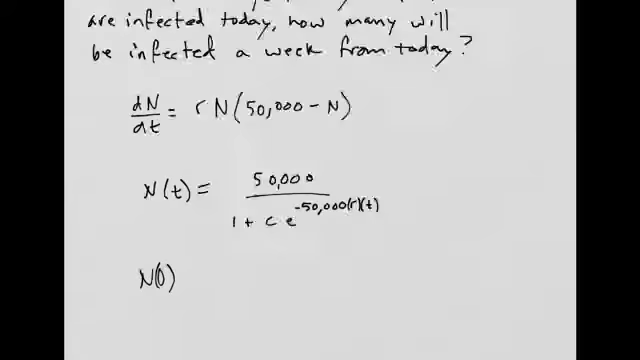 are infected today, how many will
be infected a week from today?
dN/dt = r N(50,000 - N)
N(t) = 50,000 / 1 + c e^-50,000(r)(t)
N(0)